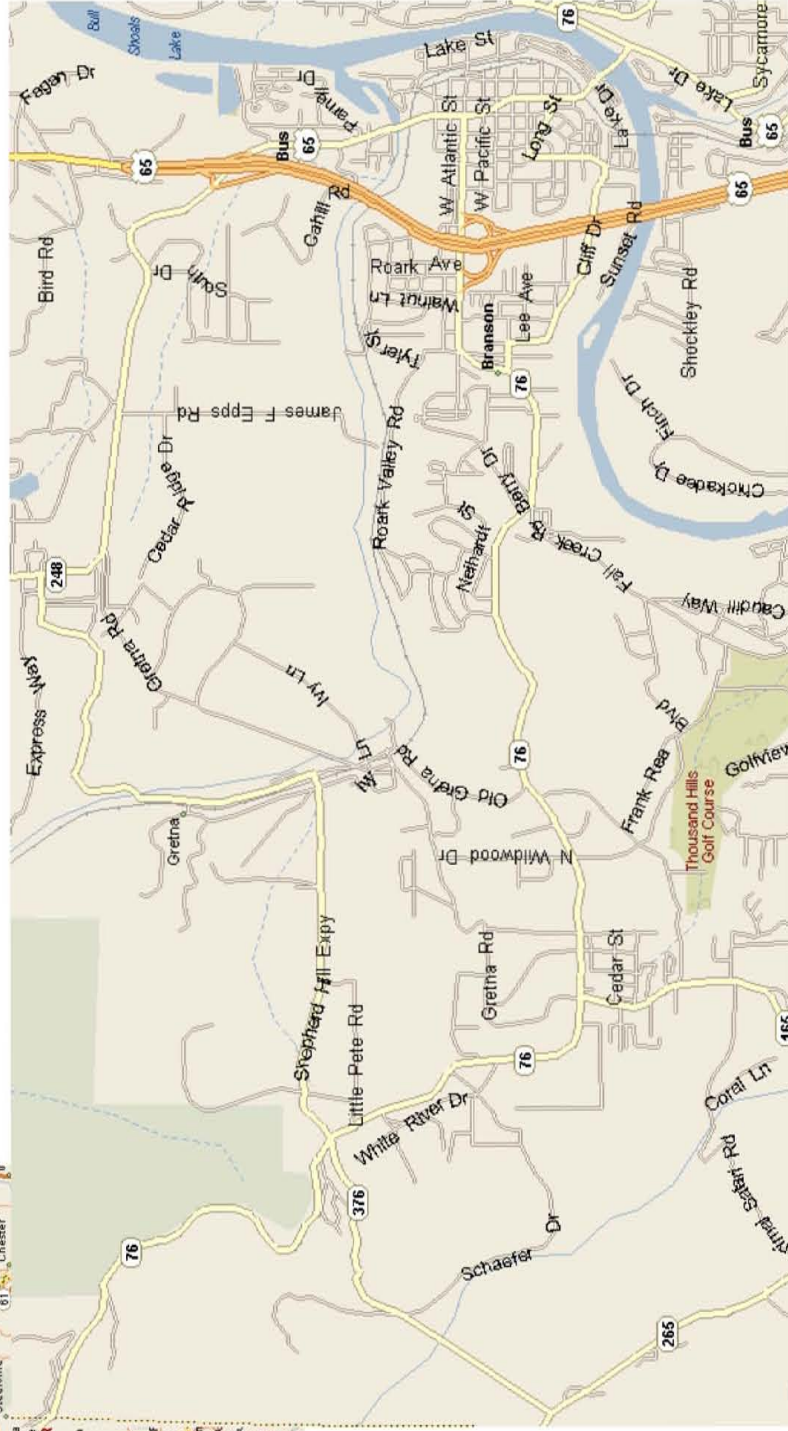 76
Bull
Shoals
Lake
Fagan Dr
Parnell Dr
Lake St
65
Bus
65
Bird Rd
Cahill Rd
W Atlantic St
W Pacific St
Long St
Lake Dr
Lake Dr
Sycamore
Bus
65
65
South Dr
Roark Ave
Walnut Ln
Tyler St
Cliff Dr
Sunset Rd
Shockley Rd
Lee Ave
Branson
76
James F Epps Rd
Cedar Ridge Dr
Roark Valley Rd
Berry Dr
Neihardt St
Finch Dr
Chickadee D
Fall Creek Rd
Caudill Way
248
Express Way
Gretna Rd
Ivy Ln
Ivy Ln
Old Gretna Rd
76
Frank Rea Blvd
Thousand Hills
Golf Course
Golfview
Gretna
N Wildwood Dr
Gretna Rd
Cedar St
Shepherd Hill Expy
Little Pete Rd
76
White River Dr
465
Coral Ln
76
376
Schaefer Dr
265
Safari Rd
61
Chester